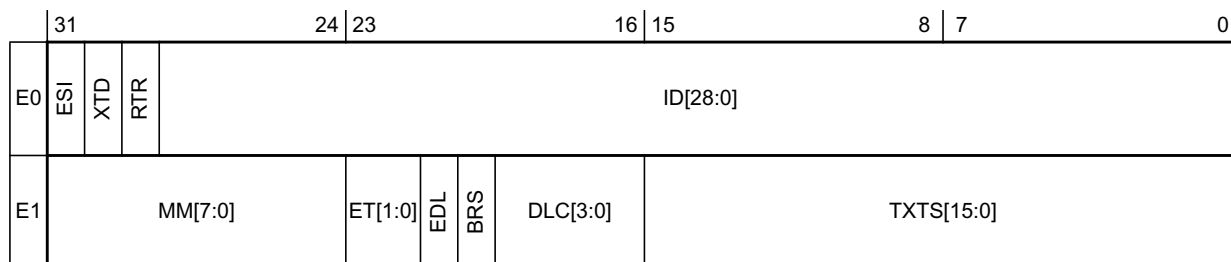 31 24 23 16 15 8 7 0
E0 ESI XTD RTR ID[28:0]
E1 MM[7:0] ET[1:0] EDL BRS DLC[3:0] TXTS[15:0]